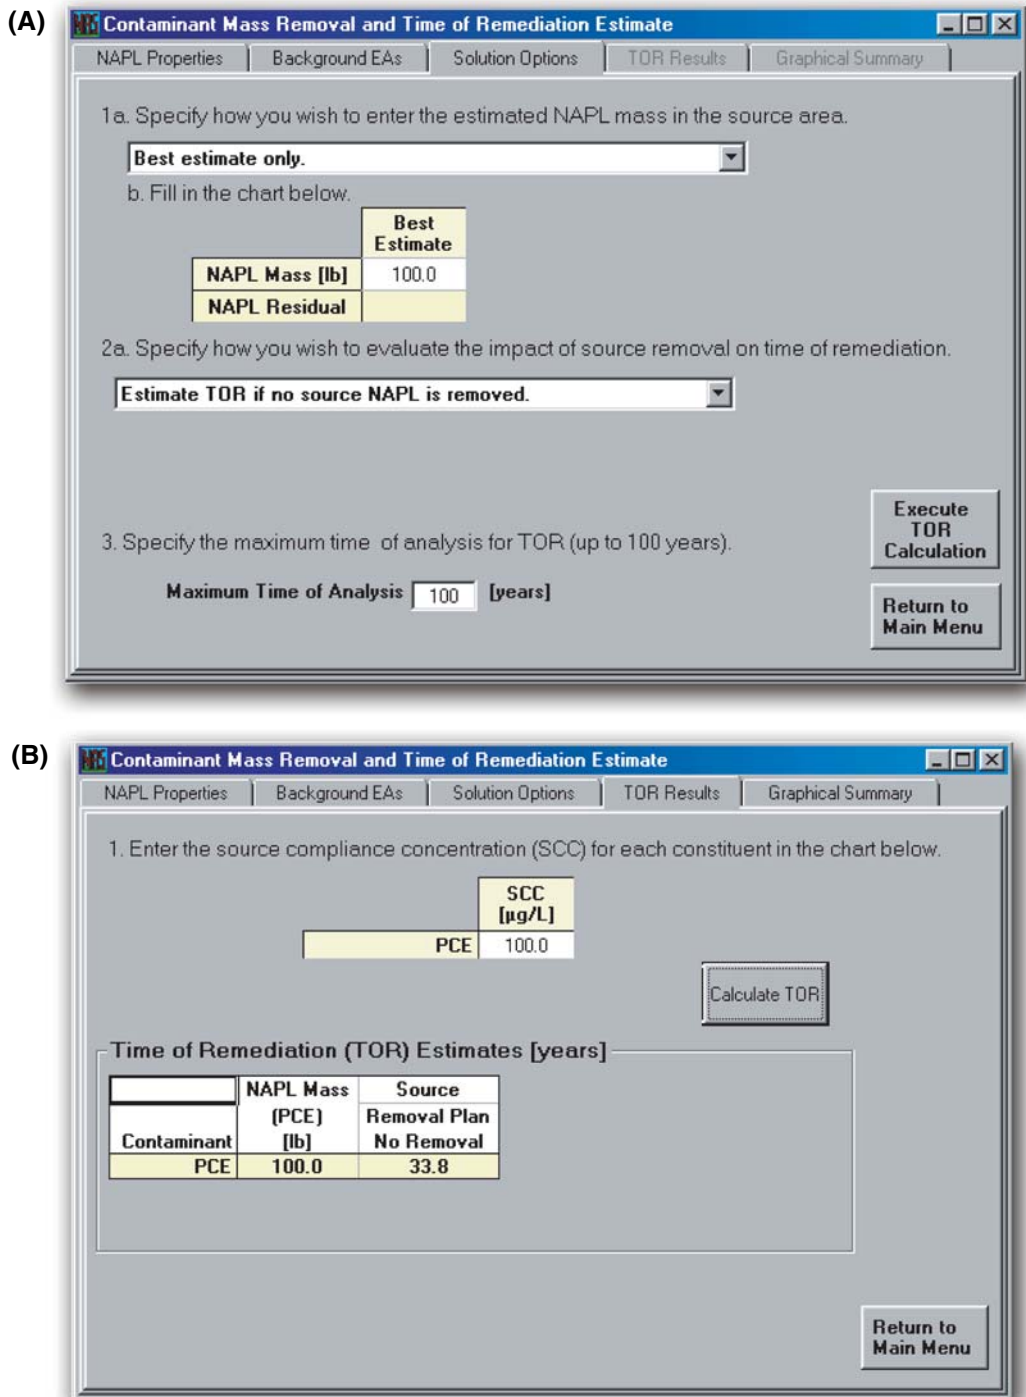 (A)
NAS Contaminant Mass Removal and Time of Remediation Estimate
NAPL Properties Background EAs Solution Options TOR Results Graphical Summary
1a. Specify how you wish to enter the estimated NAPL mass in the source area.
Best estimate only.
b. Fill in the chart below.
Best
Estimate
NAPL Mass [lb] 100.0
NAPL Residual
2a. Specify how you wish to evaluate the impact of source removal on time of remediation.
Estimate TOR if no source NAPL is removed.
Execute
TOR
Calculation
3. Specify the maximum time of analysis for TOR (up to 100 years).
Maximum Time of Analysis 100 [years]
Return to
Main Menu
(B)
NAS Contaminant Mass Removal and Time of Remediation Estimate
NAPL Properties Background EAs Solution Options TOR Results Graphical Summary
1. Enter the source compliance concentration (SCC) for each constituent in the chart below.
SCC
[µg/L]
PCE 100.0
Calculate TOR
Time of Remediation (TOR) Estimates [years]
NAPL Mass Source
(PCE) Removal Plan
Contaminant [lb] No Removal
PCE 100.0 33.8
Return to
Main Menu